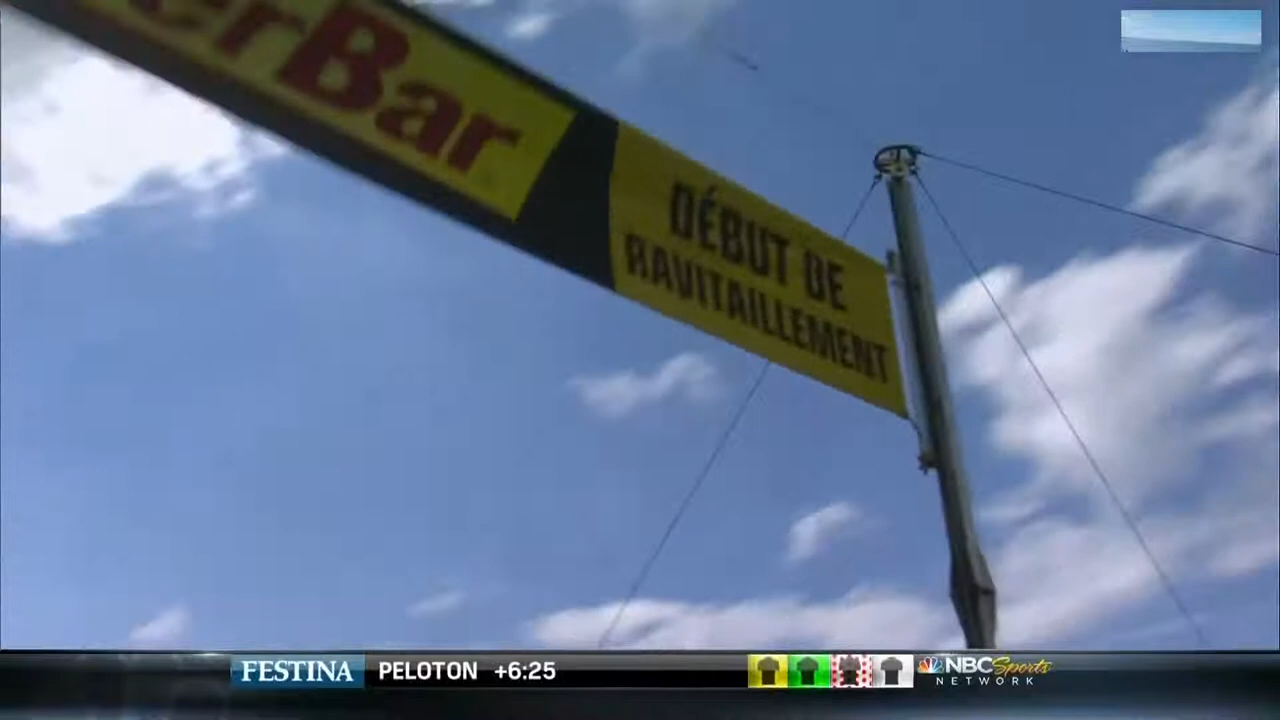 erBar
DÉBUT DE
RAVITAILLEMENT
FESTINA PELOTON +6:25 NBC Sports
NETWORK